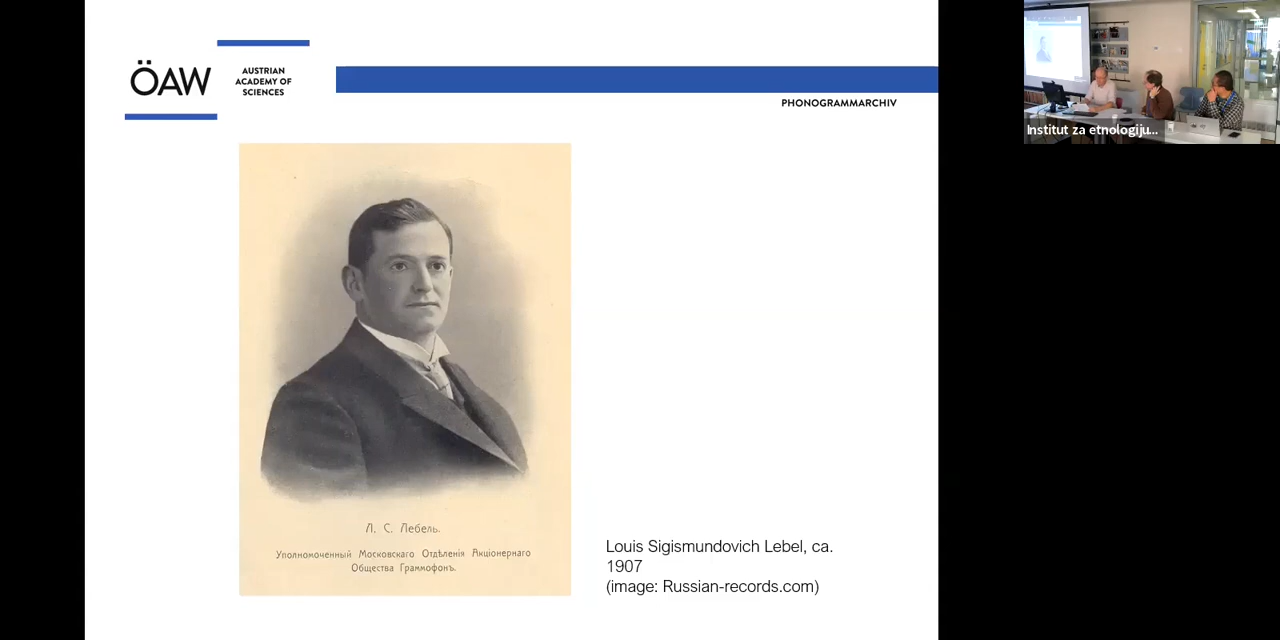 ÖAW
AUSTRIAN
ACADEMY OF
SCIENCES
PHONOGRAMMARCHIV
Л. С. Лебель.
Уполномоченный Московскаго Отдѣленія Акціонернаго
Общества Граммофонъ.
Louis Sigismundovich Lebel, ca.
1907
(image: Russian-records.com)
Institut za etnologiju...